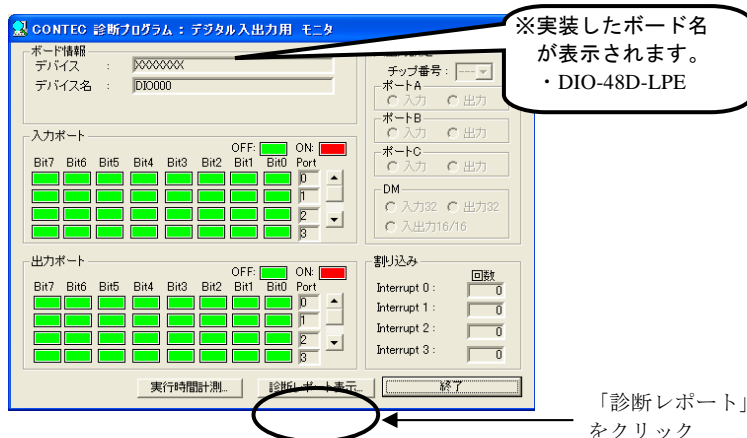 CONTEC 診断プログラム : デジタル入出力用 モニタ
※実装したボード名
が表示されます。
・DIO-48D-LPE
ボード情報
デバイス : XXXXXXX
デバイス名 : DIO000
チップ番号 : ---
ポートA
入力 出力
ポートB
入力 出力
ポートC
入力 出力
DM
入力32 出力32
入出力16/16
入力ポート
OFF: ON:
Bit7 Bit6 Bit5 Bit4 Bit3 Bit2 Bit1 Bit0 Port
0
1
2
3
出力ポート
OFF: ON:
Bit7 Bit6 Bit5 Bit4 Bit3 Bit2 Bit1 Bit0 Port
0
1
2
3
割り込み
回数
Interrupt 0 : 0
Interrupt 1 : 0
Interrupt 2 : 0
Interrupt 3 : 0
実行時間計測...
診断レポート表示...
終了
「診断レポート」
をクリック